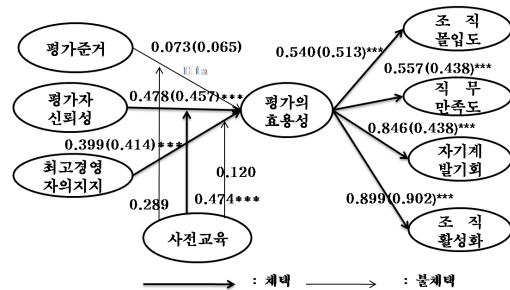 평가준거
0.073(0.065)
평가자
신뢰성
0.478(0.457)***
최고경영
자의지지
0.399(0.414)***
평가의
효용성
0.540(0.513)***
조 직
몰입도
0.557(0.438)***
직 무
만족도
0.846(0.438)***
자기계
발기회
0.899(0.902)***
조 직
활성화
0.289
0.474***
0.120
사전교육
: 채택
: 불채택